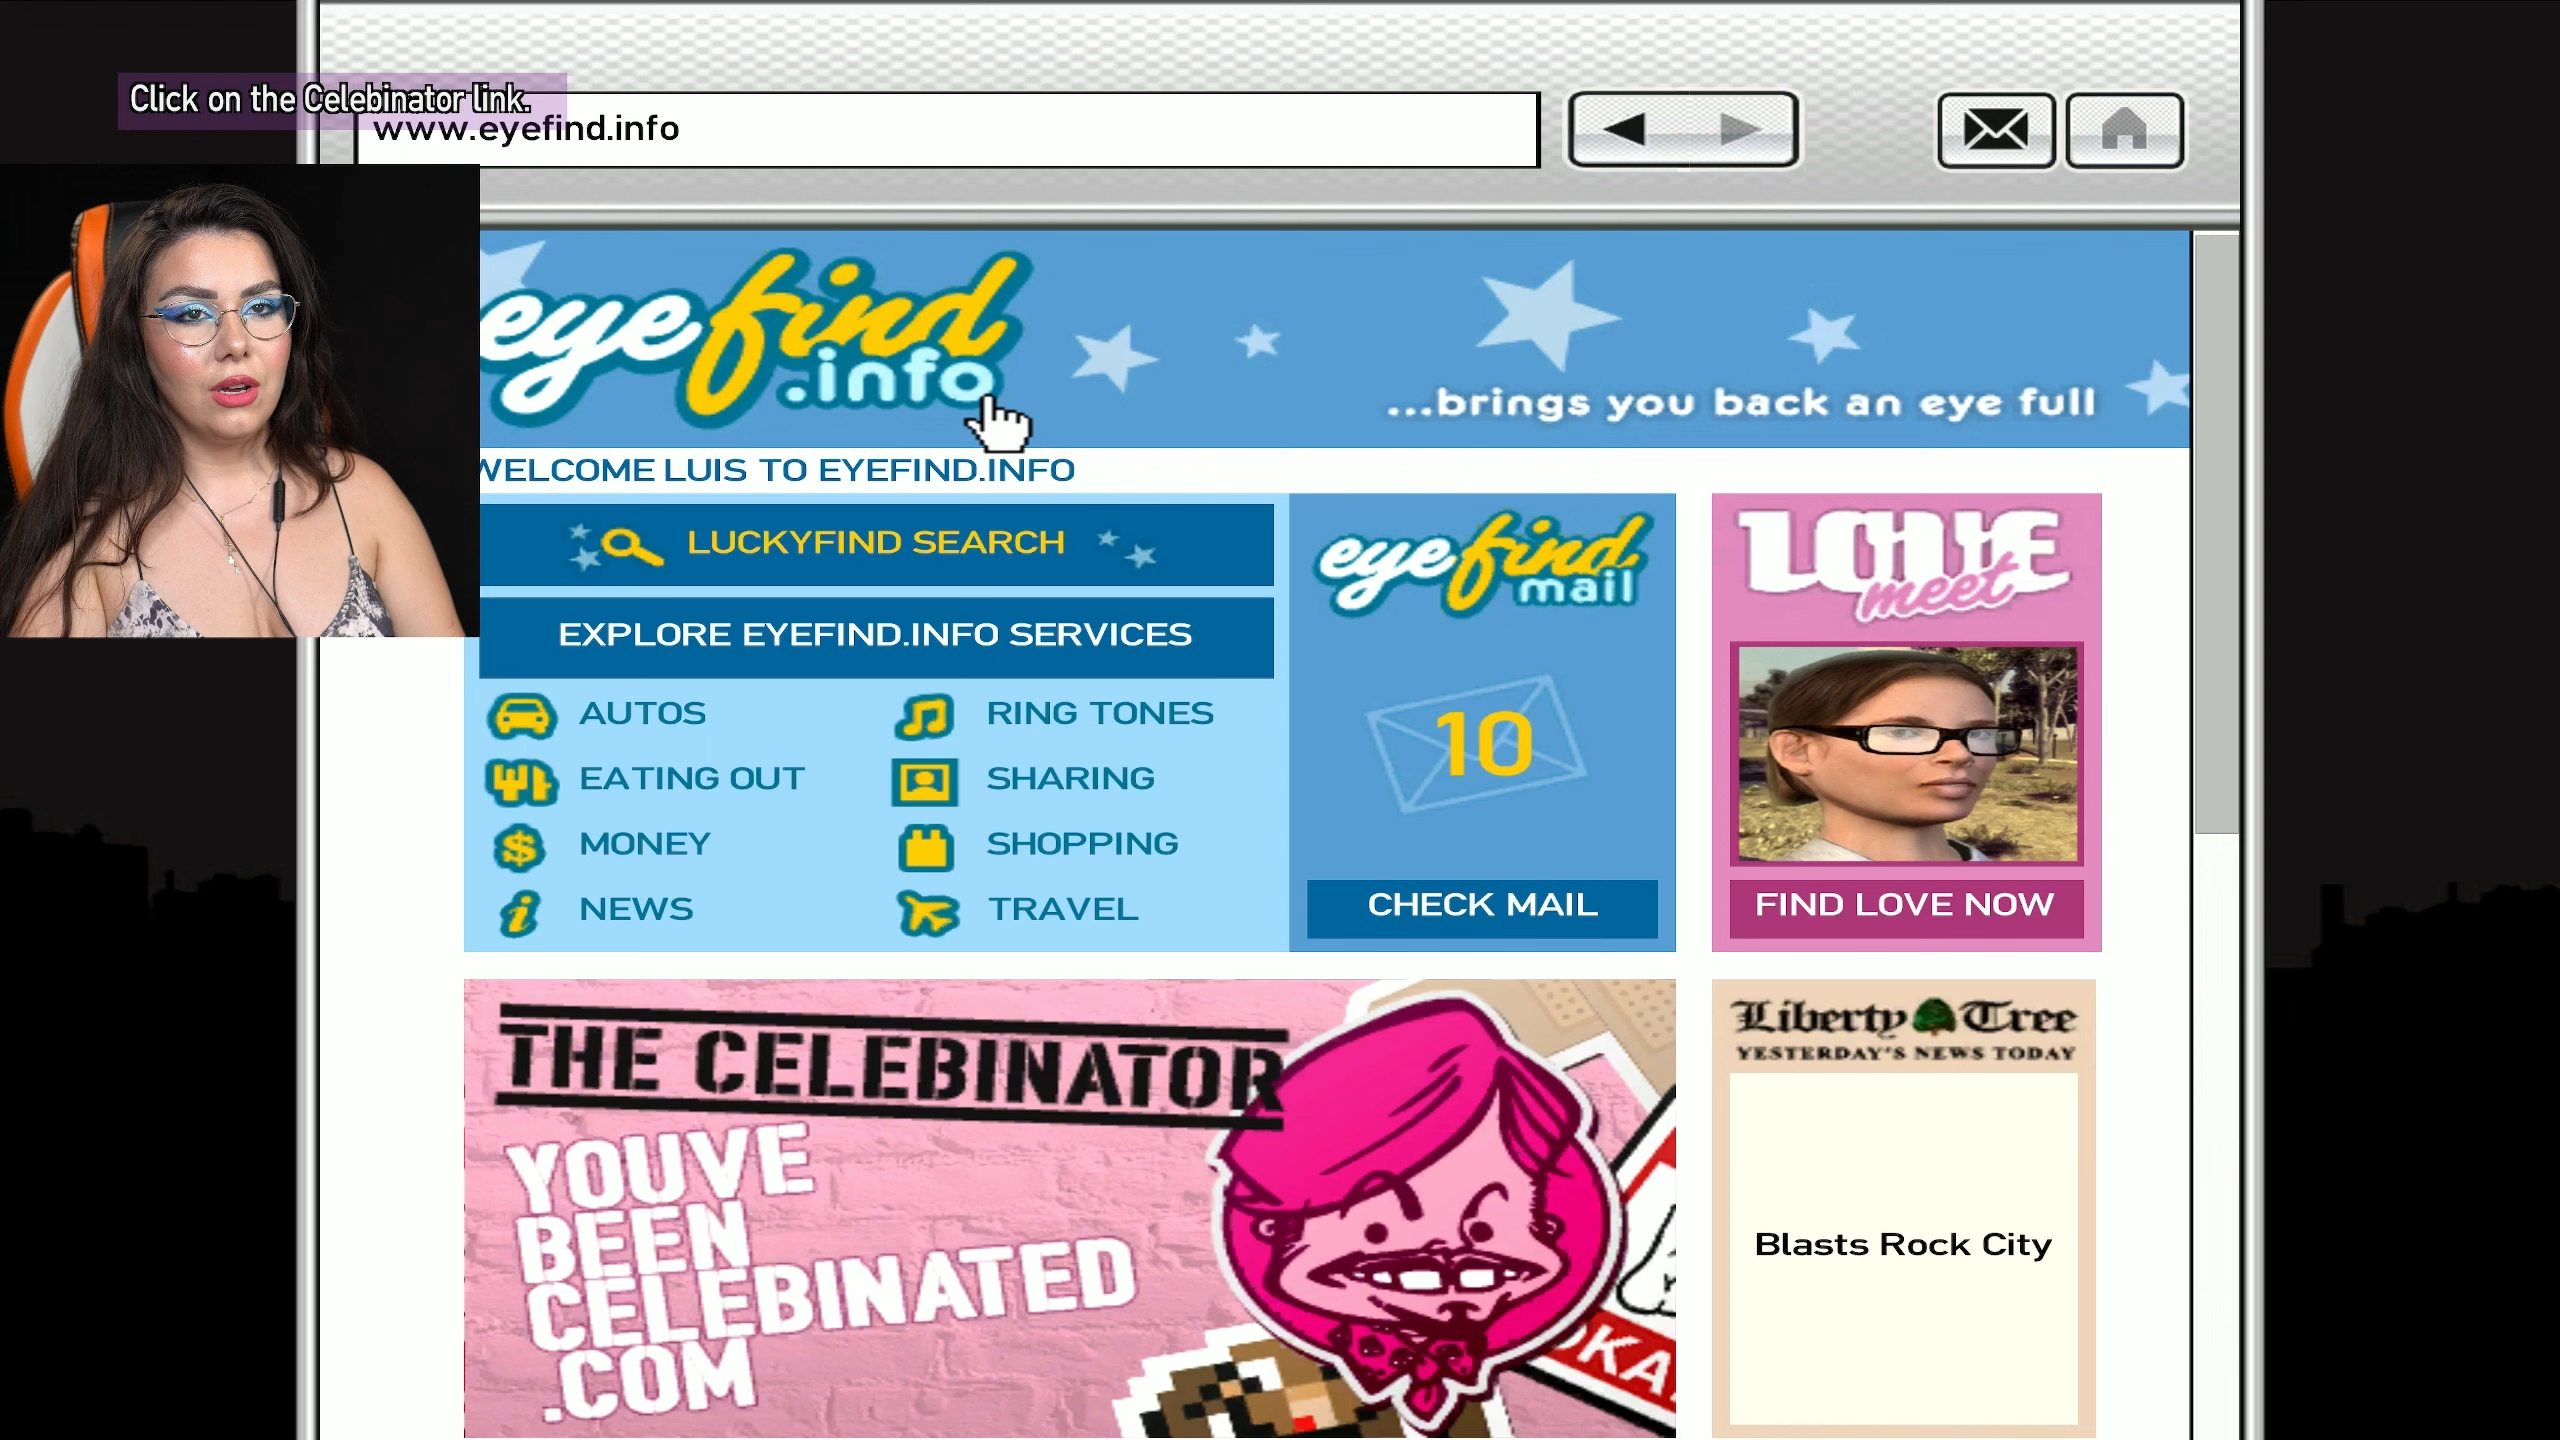 Click on the Celebinator link.
www.eyefind.info
eyefind
.info
...brings you back an eye full
WELCOME LUIS TO EYEFIND.INFO
LUCKYFIND SEARCH
EXPLORE EYEFIND.INFO SERVICES
AUTOS
RING TONES
EATING OUT
SHARING
MONEY
SHOPPING
NEWS
TRAVEL
eyefind
mail
10
CHECK MAIL
LOVE
meet
FIND LOVE NOW
THE CELEBINATOR
YOUVE
BEEN
CELEBINATED
.COM
Liberty Tree
YESTERDAY'S NEWS TODAY
Blasts Rock City